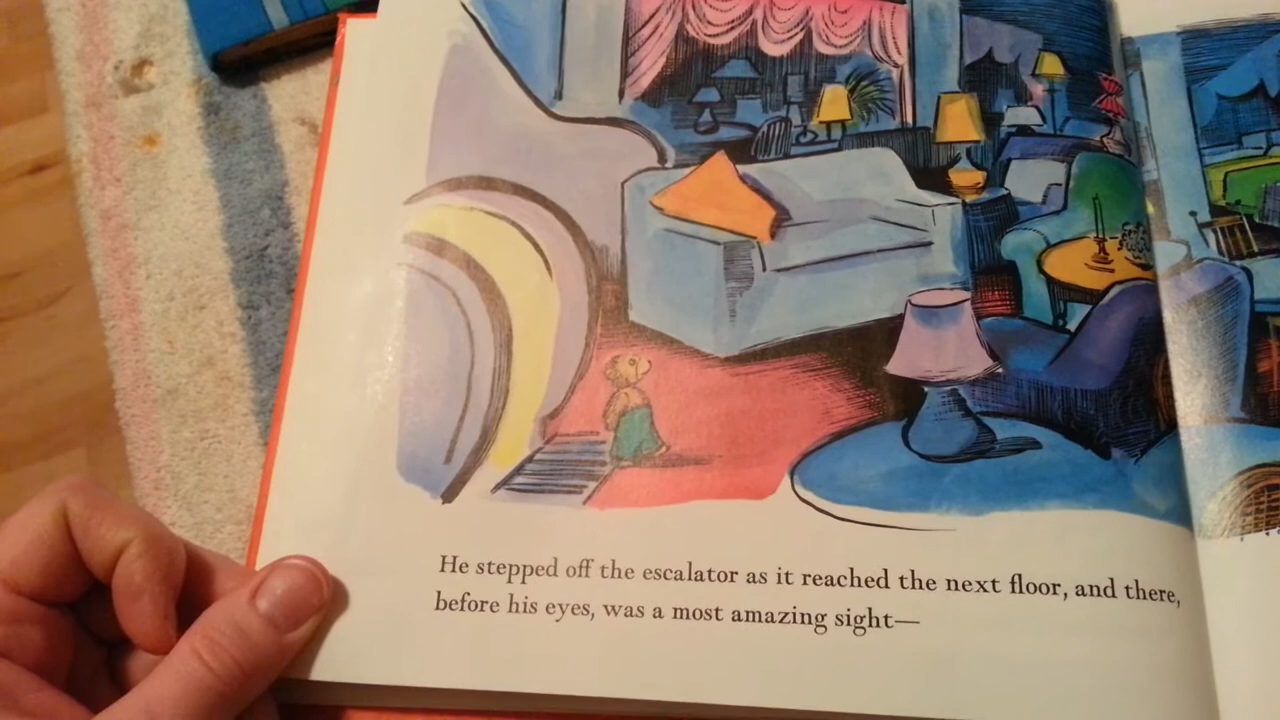 He stepped off the escalator as it reached the next floor, and there,
before his eyes, was a most amazing sight—